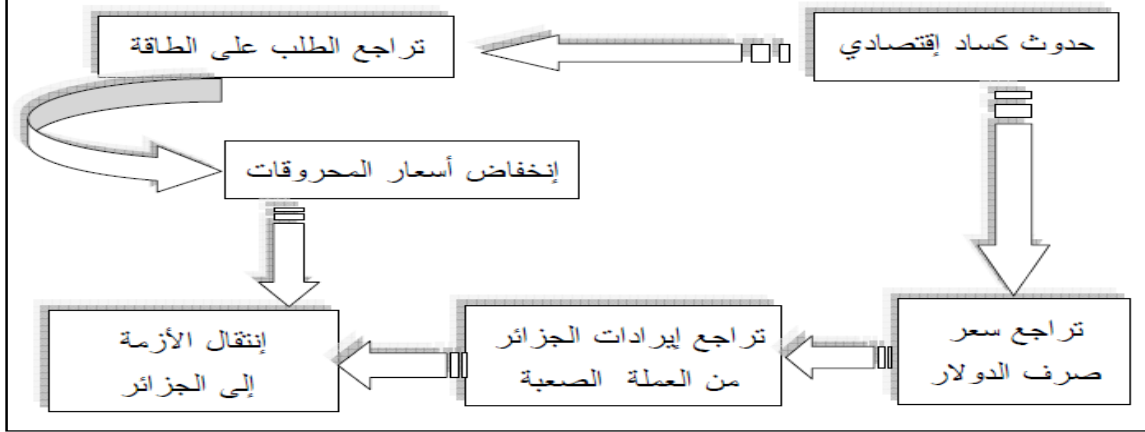 حدوث كساد إقتصادي
تراجع الطلب على الطاقة
إنخفاض أسعار المحروقات
تراجع سعر
صرف الدولار
تراجع إيرادات الجزائر
من العملة الصعبة
إنتقال الأزمة
إلى الجزائر